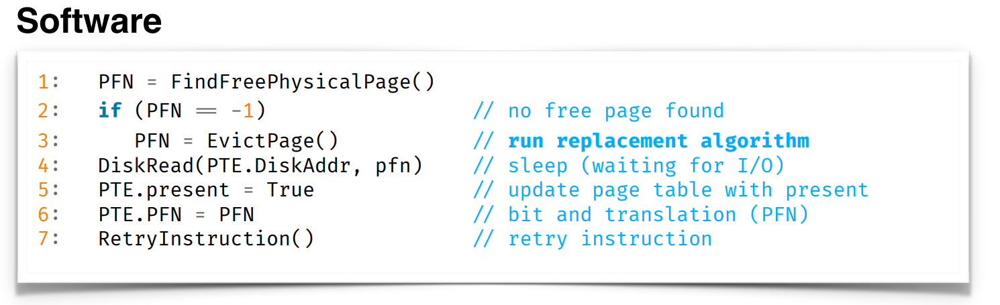 Software
1: PFN = FindFreePhysicalPage()
2: if (PFN == -1) // no free page found
3: PFN = EvictPage() // run replacement algorithm
4: DiskRead(PTE.DiskAddr, pfn) // sleep (waiting for I/O)
5: PTE.present = True // update page table with present
6: PTE.PFN = PFN // bit and translation (PFN)
7: RetryInstruction() // retry instruction